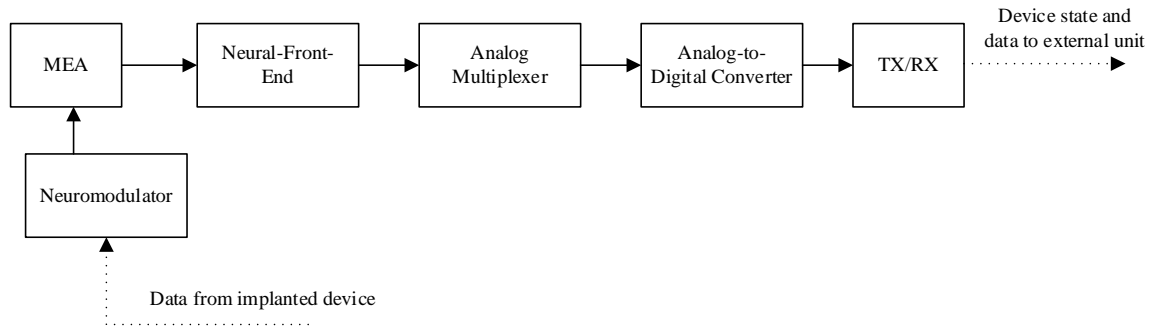 Device state and
data to external unit
MEA
Neural-Front-
End
Analog
Multiplexer
Analog-to-
Digital Converter
TX/RX
Neuromodulator
Data from implanted device